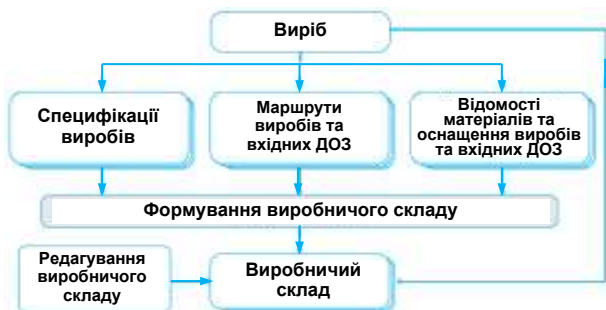 Виріб
Специфікації
виробів
Маршрути
виробів та
вхідних ДОЗ
Відомості
матеріалів та
оснащення виробів
та вхідних ДОЗ
Формування виробничого складу
Редагування
виробничого
складу
Виробничий
склад